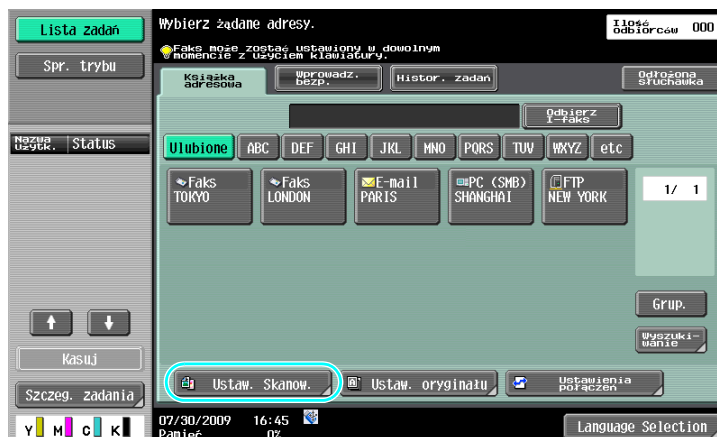 Lista zadań
Spr. trybu
Nazwa użytk.
Status
Kasuj
Szczeg. zadania
Y M C K
Wybierz żądane adresy.
Ilość odbiorców 000
Faks może zostać ustawiony w dowolnym
momencie z użyciem klawiatury.
Książka
adresowa
Wprowadz.
bezp.
Histor. zadań
Odłożona
słuchawka
Odbierz
I-faks
Ulubione ABC DEF GHI JKL MNO PQRS TUV WXYZ etc
Faks
TOKYO
Faks
LONDON
E-mail
PARIS
PC (SMB)
SHANGHAI
FTP
NEW YORK
1/ 1
Grup.
Wyszuki-
wanie
Ustaw. Skanow.
Ustaw. oryginału
Ustawienia
połączeń
07/30/2009 16:45
Pamięć 0%
Language Selection